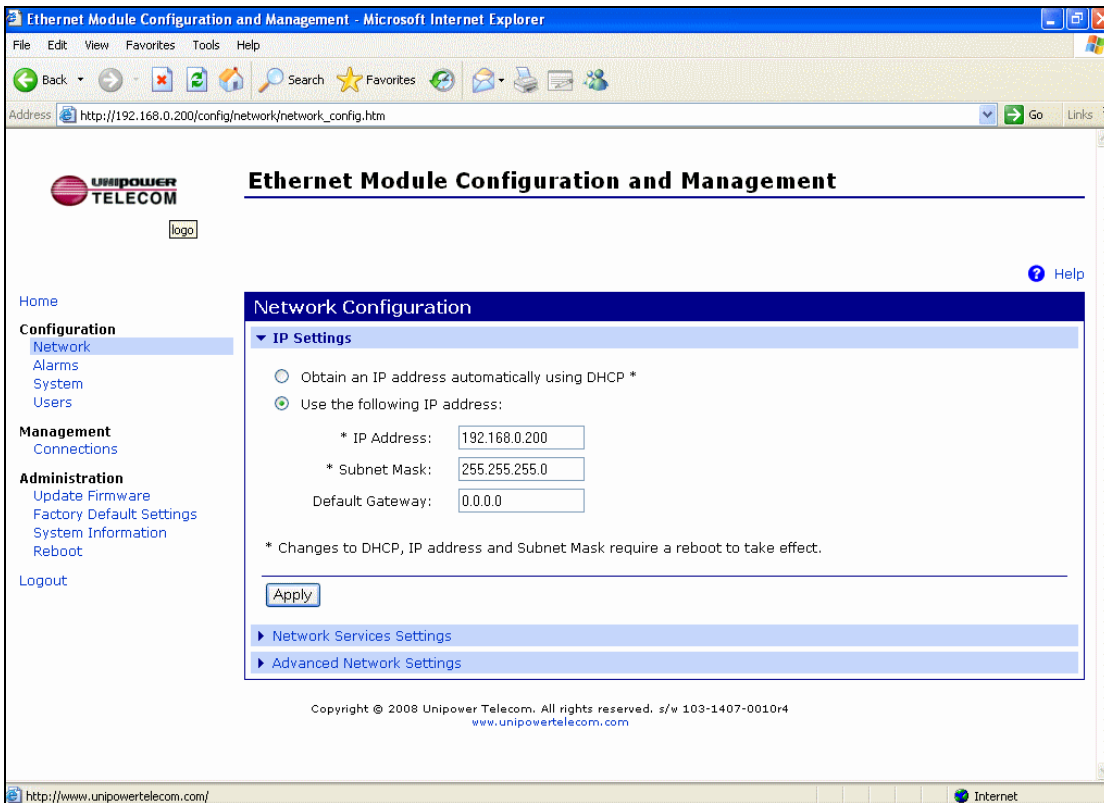 Ethernet Module Configuration and Management - Microsoft Internet Explorer
File Edit View Favorites Tools Help
Back Search Favorites
Address http://192.168.0.200/config/network/network_config.htm Go Links
UNIPOWER
TELECOM
logo
Ethernet Module Configuration and Management
? Help
Home
Configuration
Network
Alarms
System
Users
Management
Connections
Administration
Update Firmware
Factory Default Settings
System Information
Reboot
Logout
Network Configuration
IP Settings
Obtain an IP address automatically using DHCP *
Use the following IP address:
* IP Address: 192.168.0.200
* Subnet Mask: 255.255.255.0
Default Gateway: 0.0.0.0
* Changes to DHCP, IP address and Subnet Mask require a reboot to take effect.
Apply
Network Services Settings
Advanced Network Settings
Copyright © 2008 Unipower Telecom. All rights reserved. s/w 103-1407-0010r4
www.unipowertelecom.com
http://www.unipowertelecom.com/ Internet